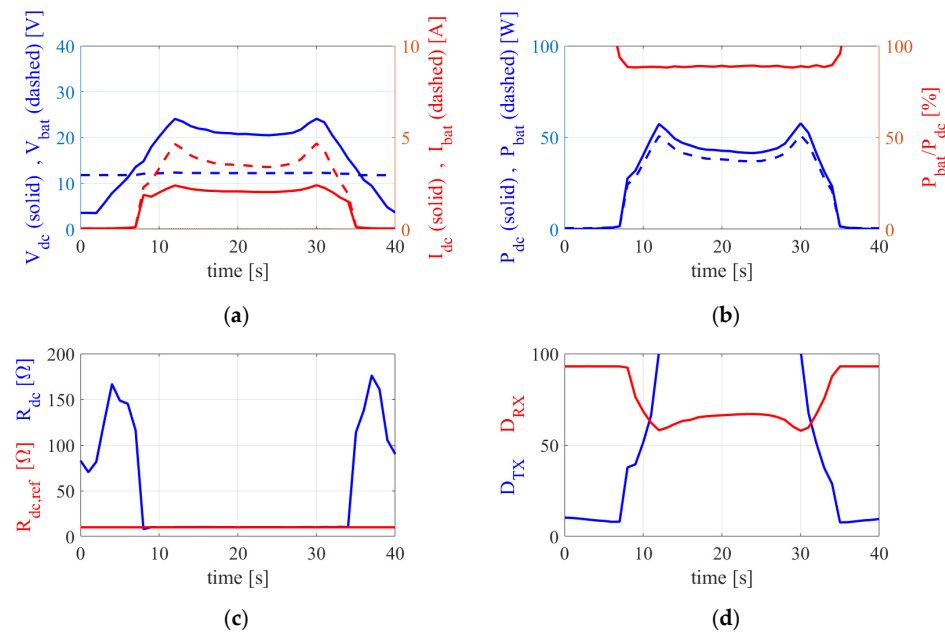 V_dc (solid) , V_bat (dashed) [V]
40
30
20
10
0
10
5
0
I_dc (solid) , I_bat (dashed) [A]
0 10 20 30 40
time [s]
(a)
P_dc (solid) , P_bat (dashed) [W]
100
50
0
100
50
0
P_bat/P_dc [%]
0 10 20 30 40
time [s]
(b)
R_dc,ref [Ω] R_dc [Ω]
200
150
100
50
0
0 10 20 30 40
time [s]
(c)
D_TX D_RX
100
50
0
0 10 20 30 40
time [s]
(d)